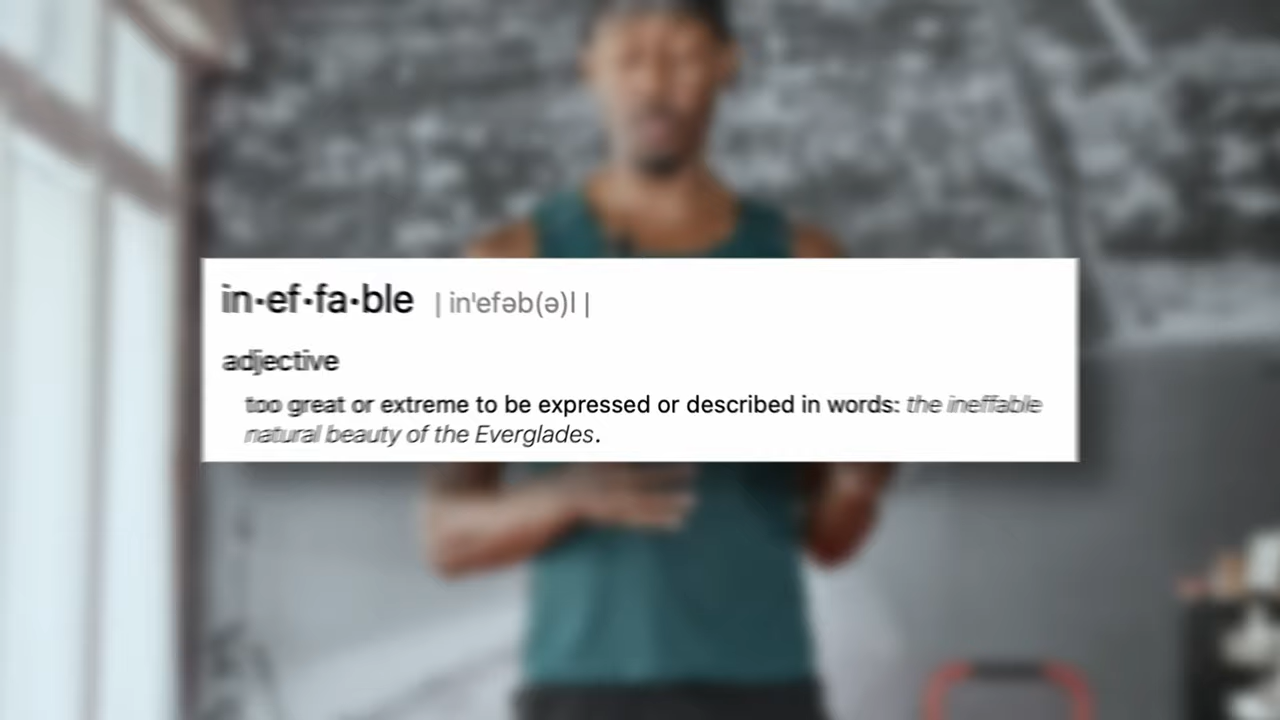 in·ef·fa·ble | inˈefəb(ə)l |
adjective
too great or extreme to be expressed or described in words: the ineffable
natural beauty of the Everglades.